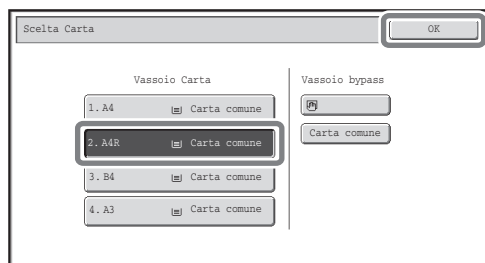 Scelta Carta
OK
Vassoio Carta
Vassoio bypass
1. A4 Carta comune
2. A4R Carta comune
Carta comune
3. B4 Carta comune
4. A3 Carta comune